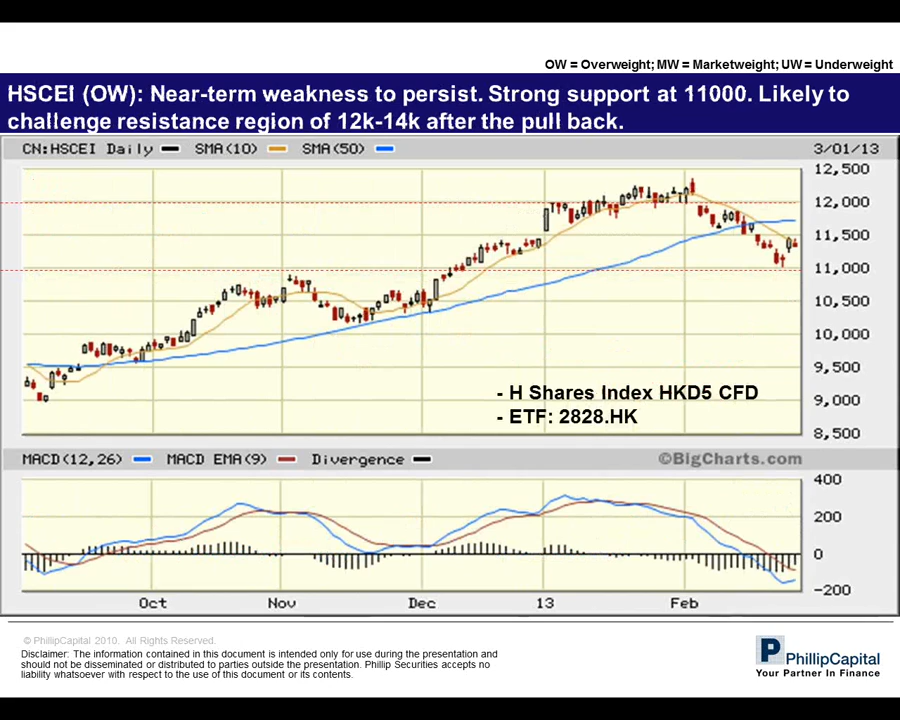 OW = Overweight; MW = Marketweight; UW = Underweight
HSCEI (OW): Near-term weakness to persist. Strong support at 11000. Likely to
challenge resistance region of 12k-14k after the pull back.
CN:HSCEI Daily SMA(10) SMA(50) 3/01/13
12,500
12,000
11,500
11,000
10,500
10,000
9,500
9,000
8,500
- H Shares Index HKD5 CFD
- ETF: 2828.HK
MACD(12,26) MACD EMA(9) Divergence ©BigCharts.com
400
200
0
-200
Oct Nov Dec 13 Feb
© PhillipCapital 2010. All Rights Reserved.
Disclaimer: The information contained in this document is intended only for use during the presentation and
should not be disseminated or distributed to parties outside the presentation. Phillip Securities accepts no
liability whatsoever with respect to the use of this document or its contents.
P PhillipCapital
Your Partner In Finance